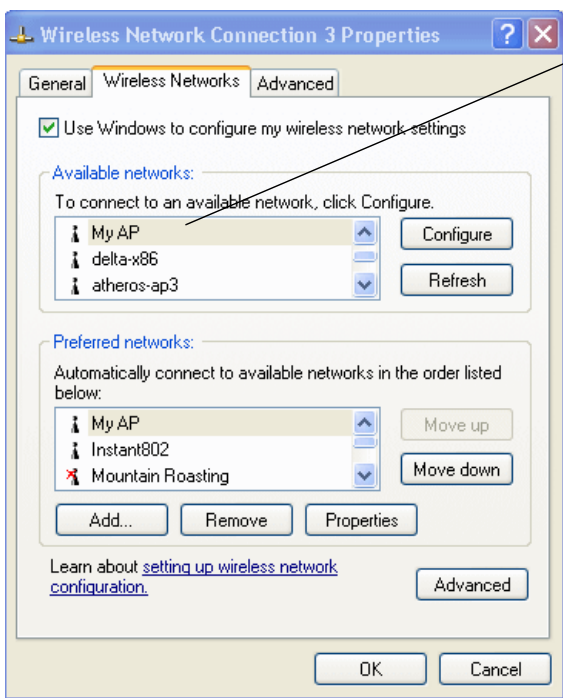 Wireless Network Connection 3 Properties
General Wireless Networks Advanced
Use Windows to configure my wireless network settings
Available networks:
To connect to an available network, click Configure.
My AP
delta-x86
atheros-ap3
Configure
Refresh
Preferred networks:
Automatically connect to available networks in the order listed
below:
My AP
Instant802
Mountain Roasting
Move up
Move down
Add... Remove Properties
Learn about setting up wireless network
configuration.
Advanced
OK Cancel